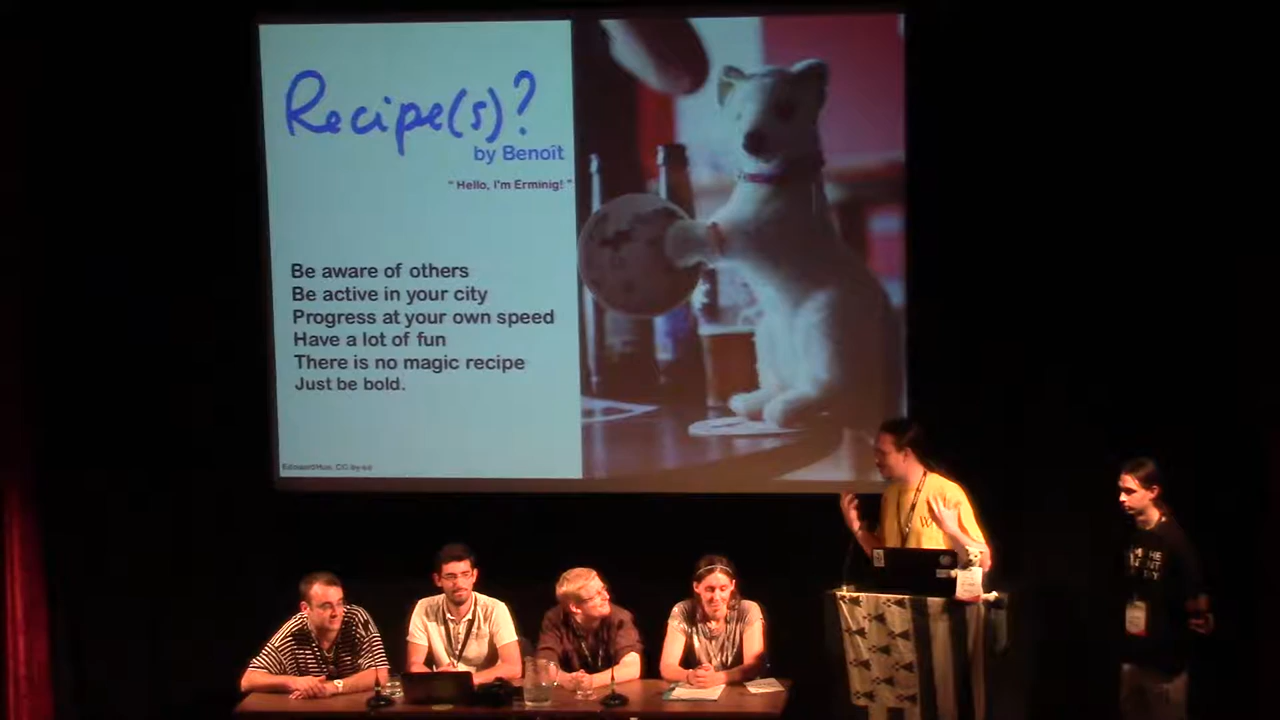 Recipe(s)?
by Benoît
" Hello, I'm Erminig! "
Be aware of others
Be active in your city
Progress at your own speed
Have a lot of fun
There is no magic recipe
Just be bold.